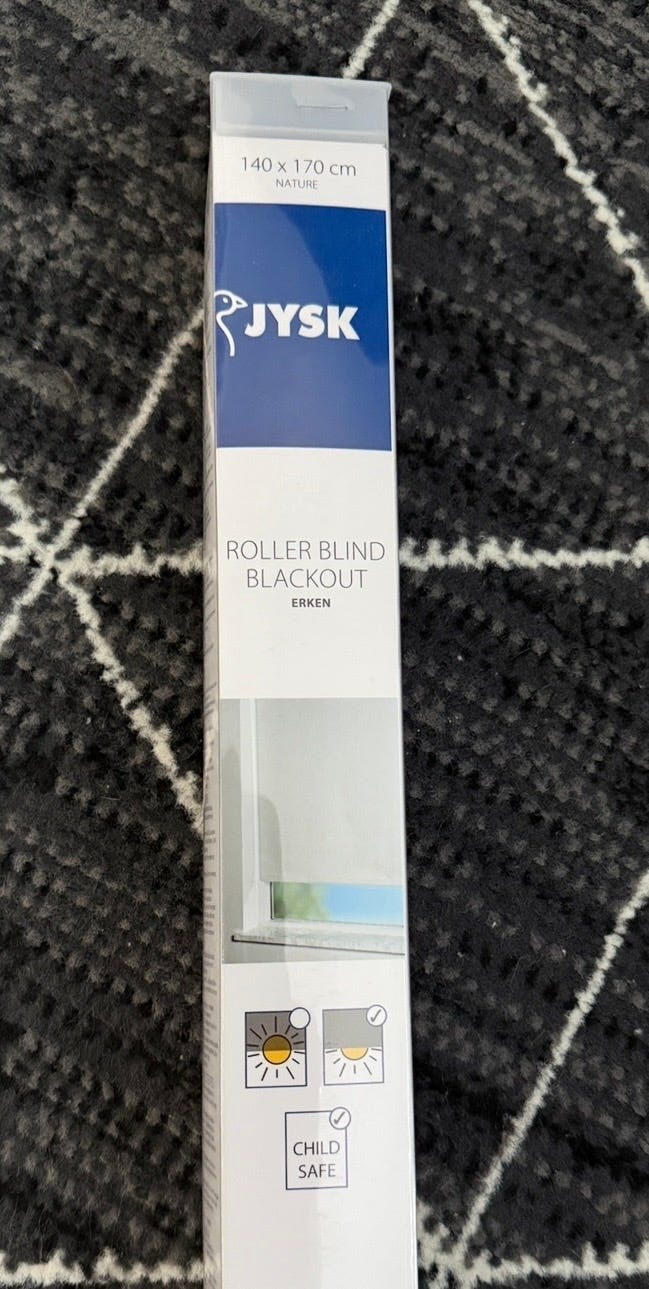 140 x 170 cm
NATURE
JYSK
ROLLER BLIND
BLACKOUT
ERKEN
CHILD
SAFE